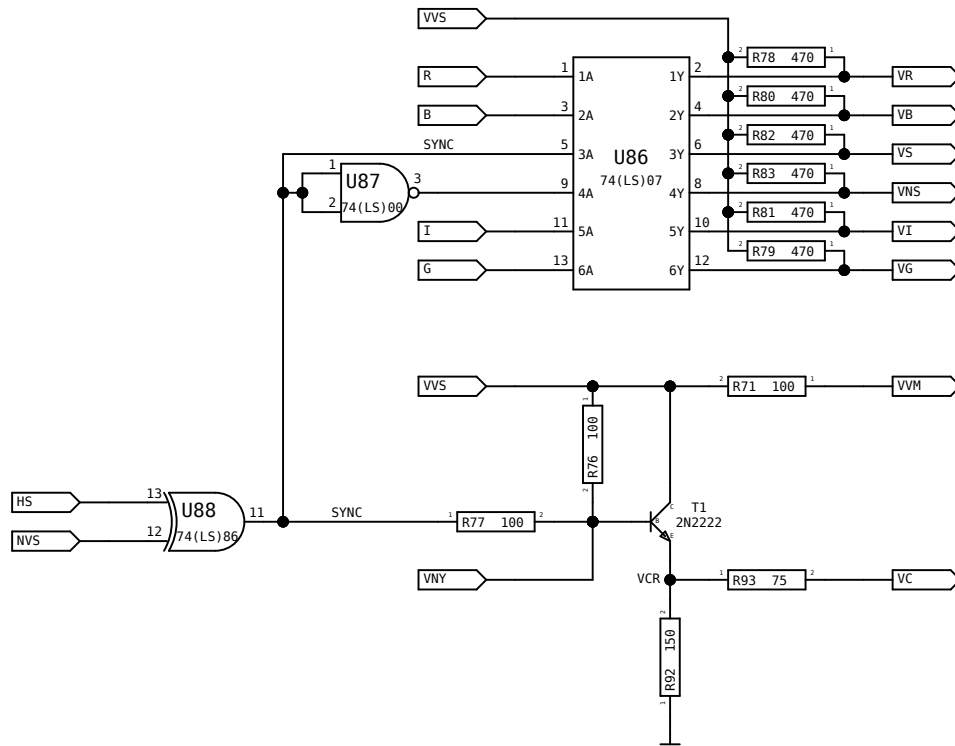 VVS
2 R78 470 1
R 1 1A 1Y 2 VR
2 R80 470 1
B 3 2A 2Y 4 VB
2 R82 470 1
SYNC 5 3A 3Y 6 VS
U86
74(LS)07
2 R83 470 1
1 U87 3 9 4A 4Y 8 VNS
2 74(LS)00
2 R81 470 1
I 11 5A 5Y 10 VI
2 R79 470 1
G 13 6A 6Y 12 VG
VVS 2 R71 100 1 VVM
1 R76 100 2
HS 13 U88 11 SYNC 1 R77 100 2
NVS 12 74(LS)86
C B E T1
2N2222
VNY VCR 1 R93 75 2 VC
2 R92 150 1